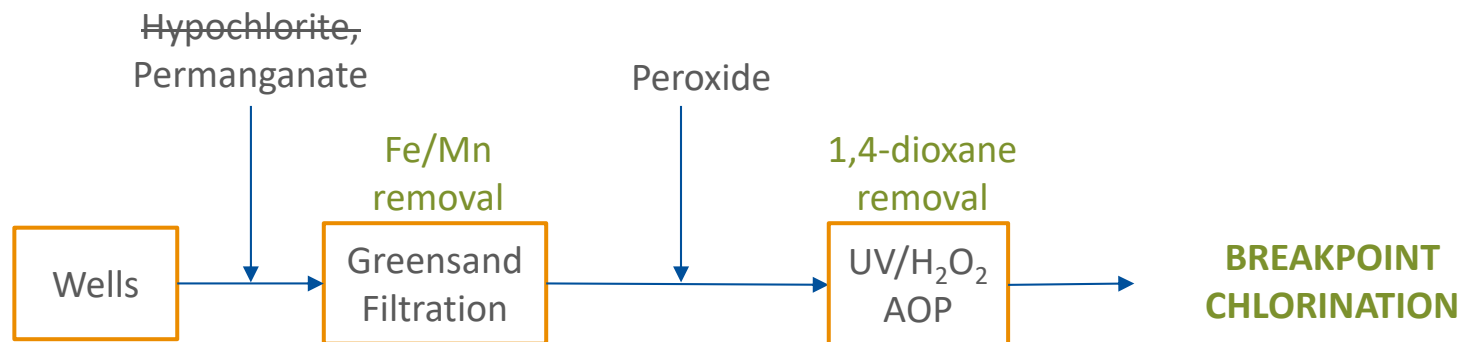 Hypochlorite,
Permanganate
Peroxide
Fe/Mn
removal
1,4-dioxane
removal
Wells
Greensand
Filtration
UV/H₂O₂
AOP
BREAKPOINT
CHLORINATION